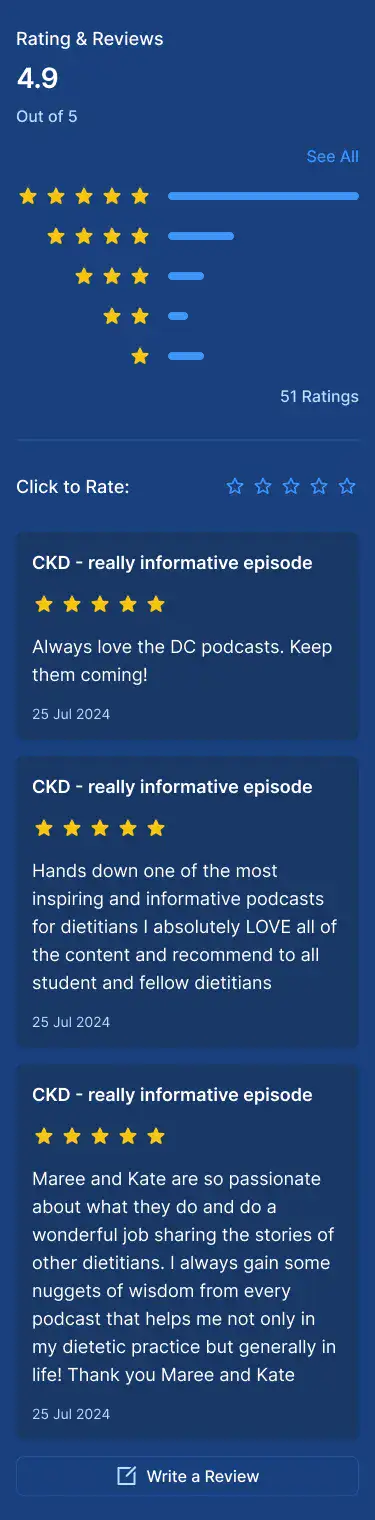 Rating & Reviews
4.9
Out of 5
See All
51 Ratings
Click to Rate:
CKD - really informative episode
Always love the DC podcasts. Keep
them coming!
25 Jul 2024
CKD - really informative episode
Hands down one of the most
inspiring and informative podcasts
for dietitians I absolutely LOVE all of
the content and recommend to all
student and fellow dietitians
25 Jul 2024
CKD - really informative episode
Maree and Kate are so passionate
about what they do and do a
wonderful job sharing the stories of
other dietitians. I always gain some
nuggets of wisdom from every
podcast that helps me not only in
my dietetic practice but generally in
life! Thank you Maree and Kate
25 Jul 2024
Write a Review